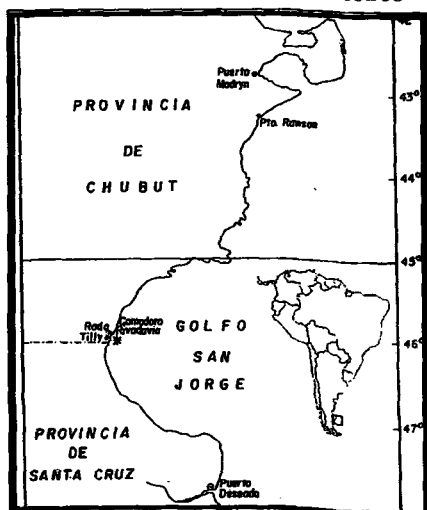 42°
Puerto
Madryn
43°
PROVINCIA
Pto. Rawson
DE
CHUBUT
44°
45°
Rada
Tilly
Comodoro
Rivadavia
GOLFO
SAN
JORGE
46°
PROVINCIA
DE
SANTA CRUZ
47°
Puerto
Deseado